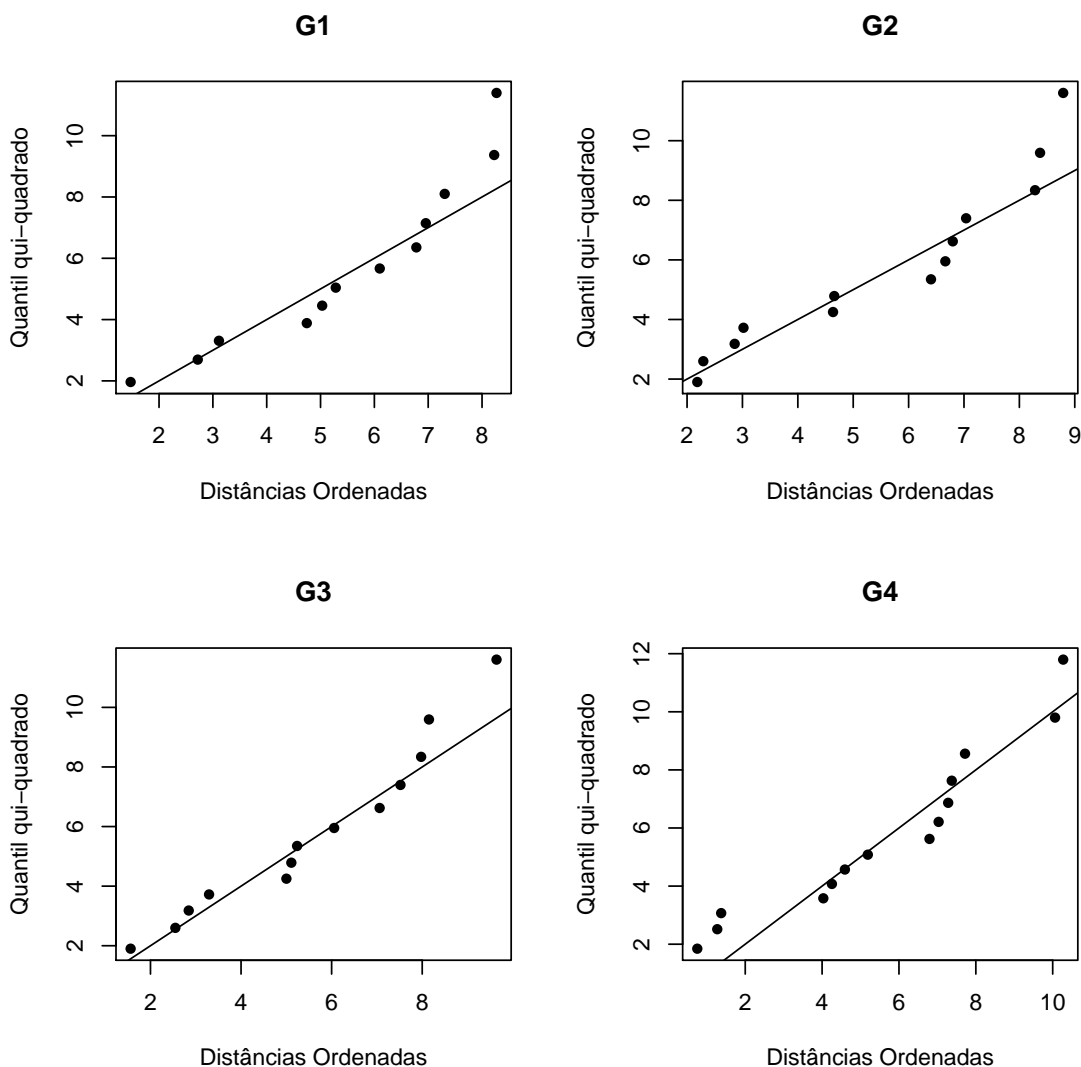 G1
Quantil qui−quadrado
10
8
6
4
2
2 3 4 5 6 7 8
Distâncias Ordenadas
G2
Quantil qui−quadrado
10
8
6
4
2
2 3 4 5 6 7 8 9
Distâncias Ordenadas
G3
Quantil qui−quadrado
10
8
6
4
2
2 4 6 8
Distâncias Ordenadas
G4
Quantil qui−quadrado
12
10
8
6
4
2
2 4 6 8 10
Distâncias Ordenadas